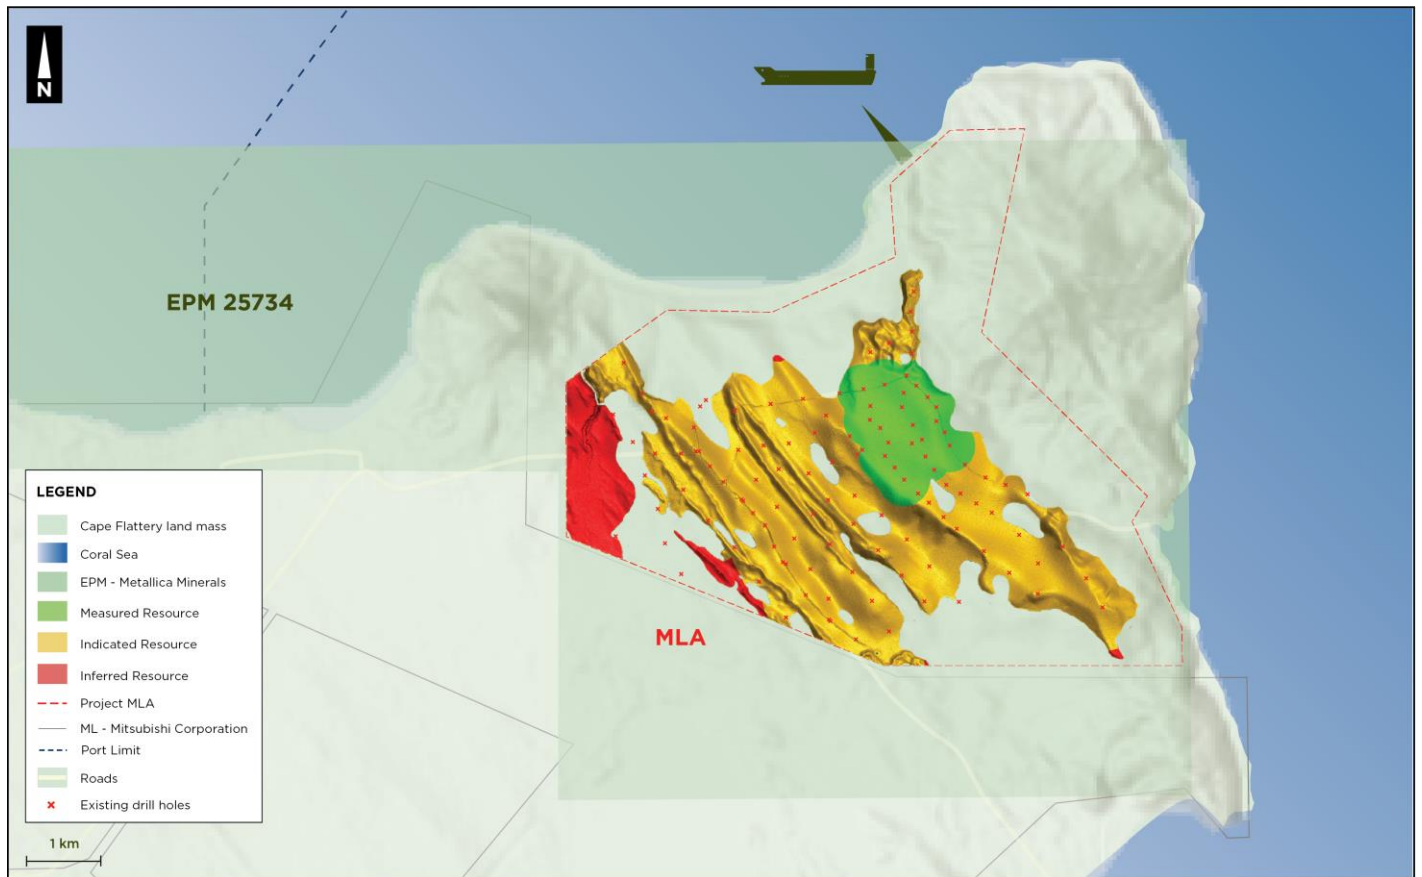 N
EPM 25734
MLA
LEGEND
Cape Flattery land mass
Coral Sea
EPM - Metallica Minerals
Measured Resource
Indicated Resource
Inferred Resource
Project MLA
ML - Mitsubishi Corporation
Port Limit
Roads
Existing drill holes
1 km